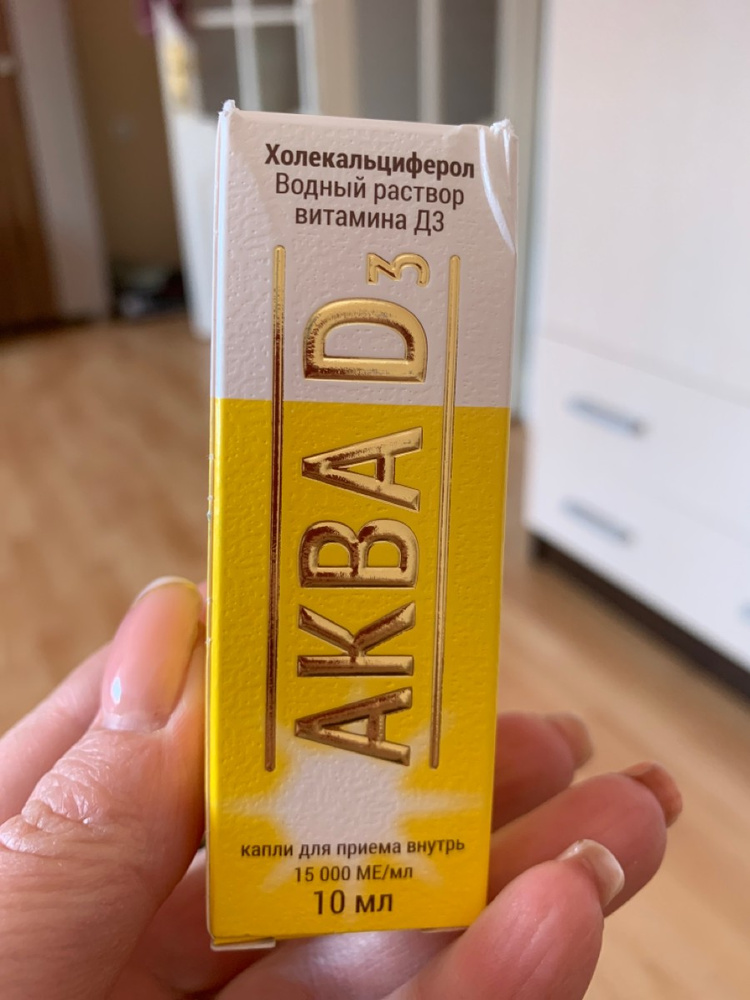 Холекальциферол
Водный раствор
витамина Д3
АКВА D3
капли для приема внутрь
15 000 МЕ/мл
10 мл